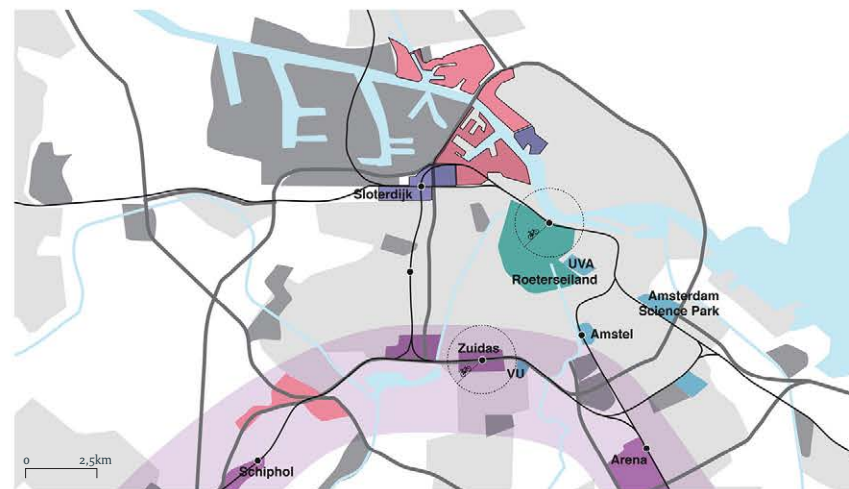 Sloterdijk
UVA
Roeterseiland
Amsterdam
Science Park
Amstel
Zuidas
VU
Arena
Schiphol
0 2,5km